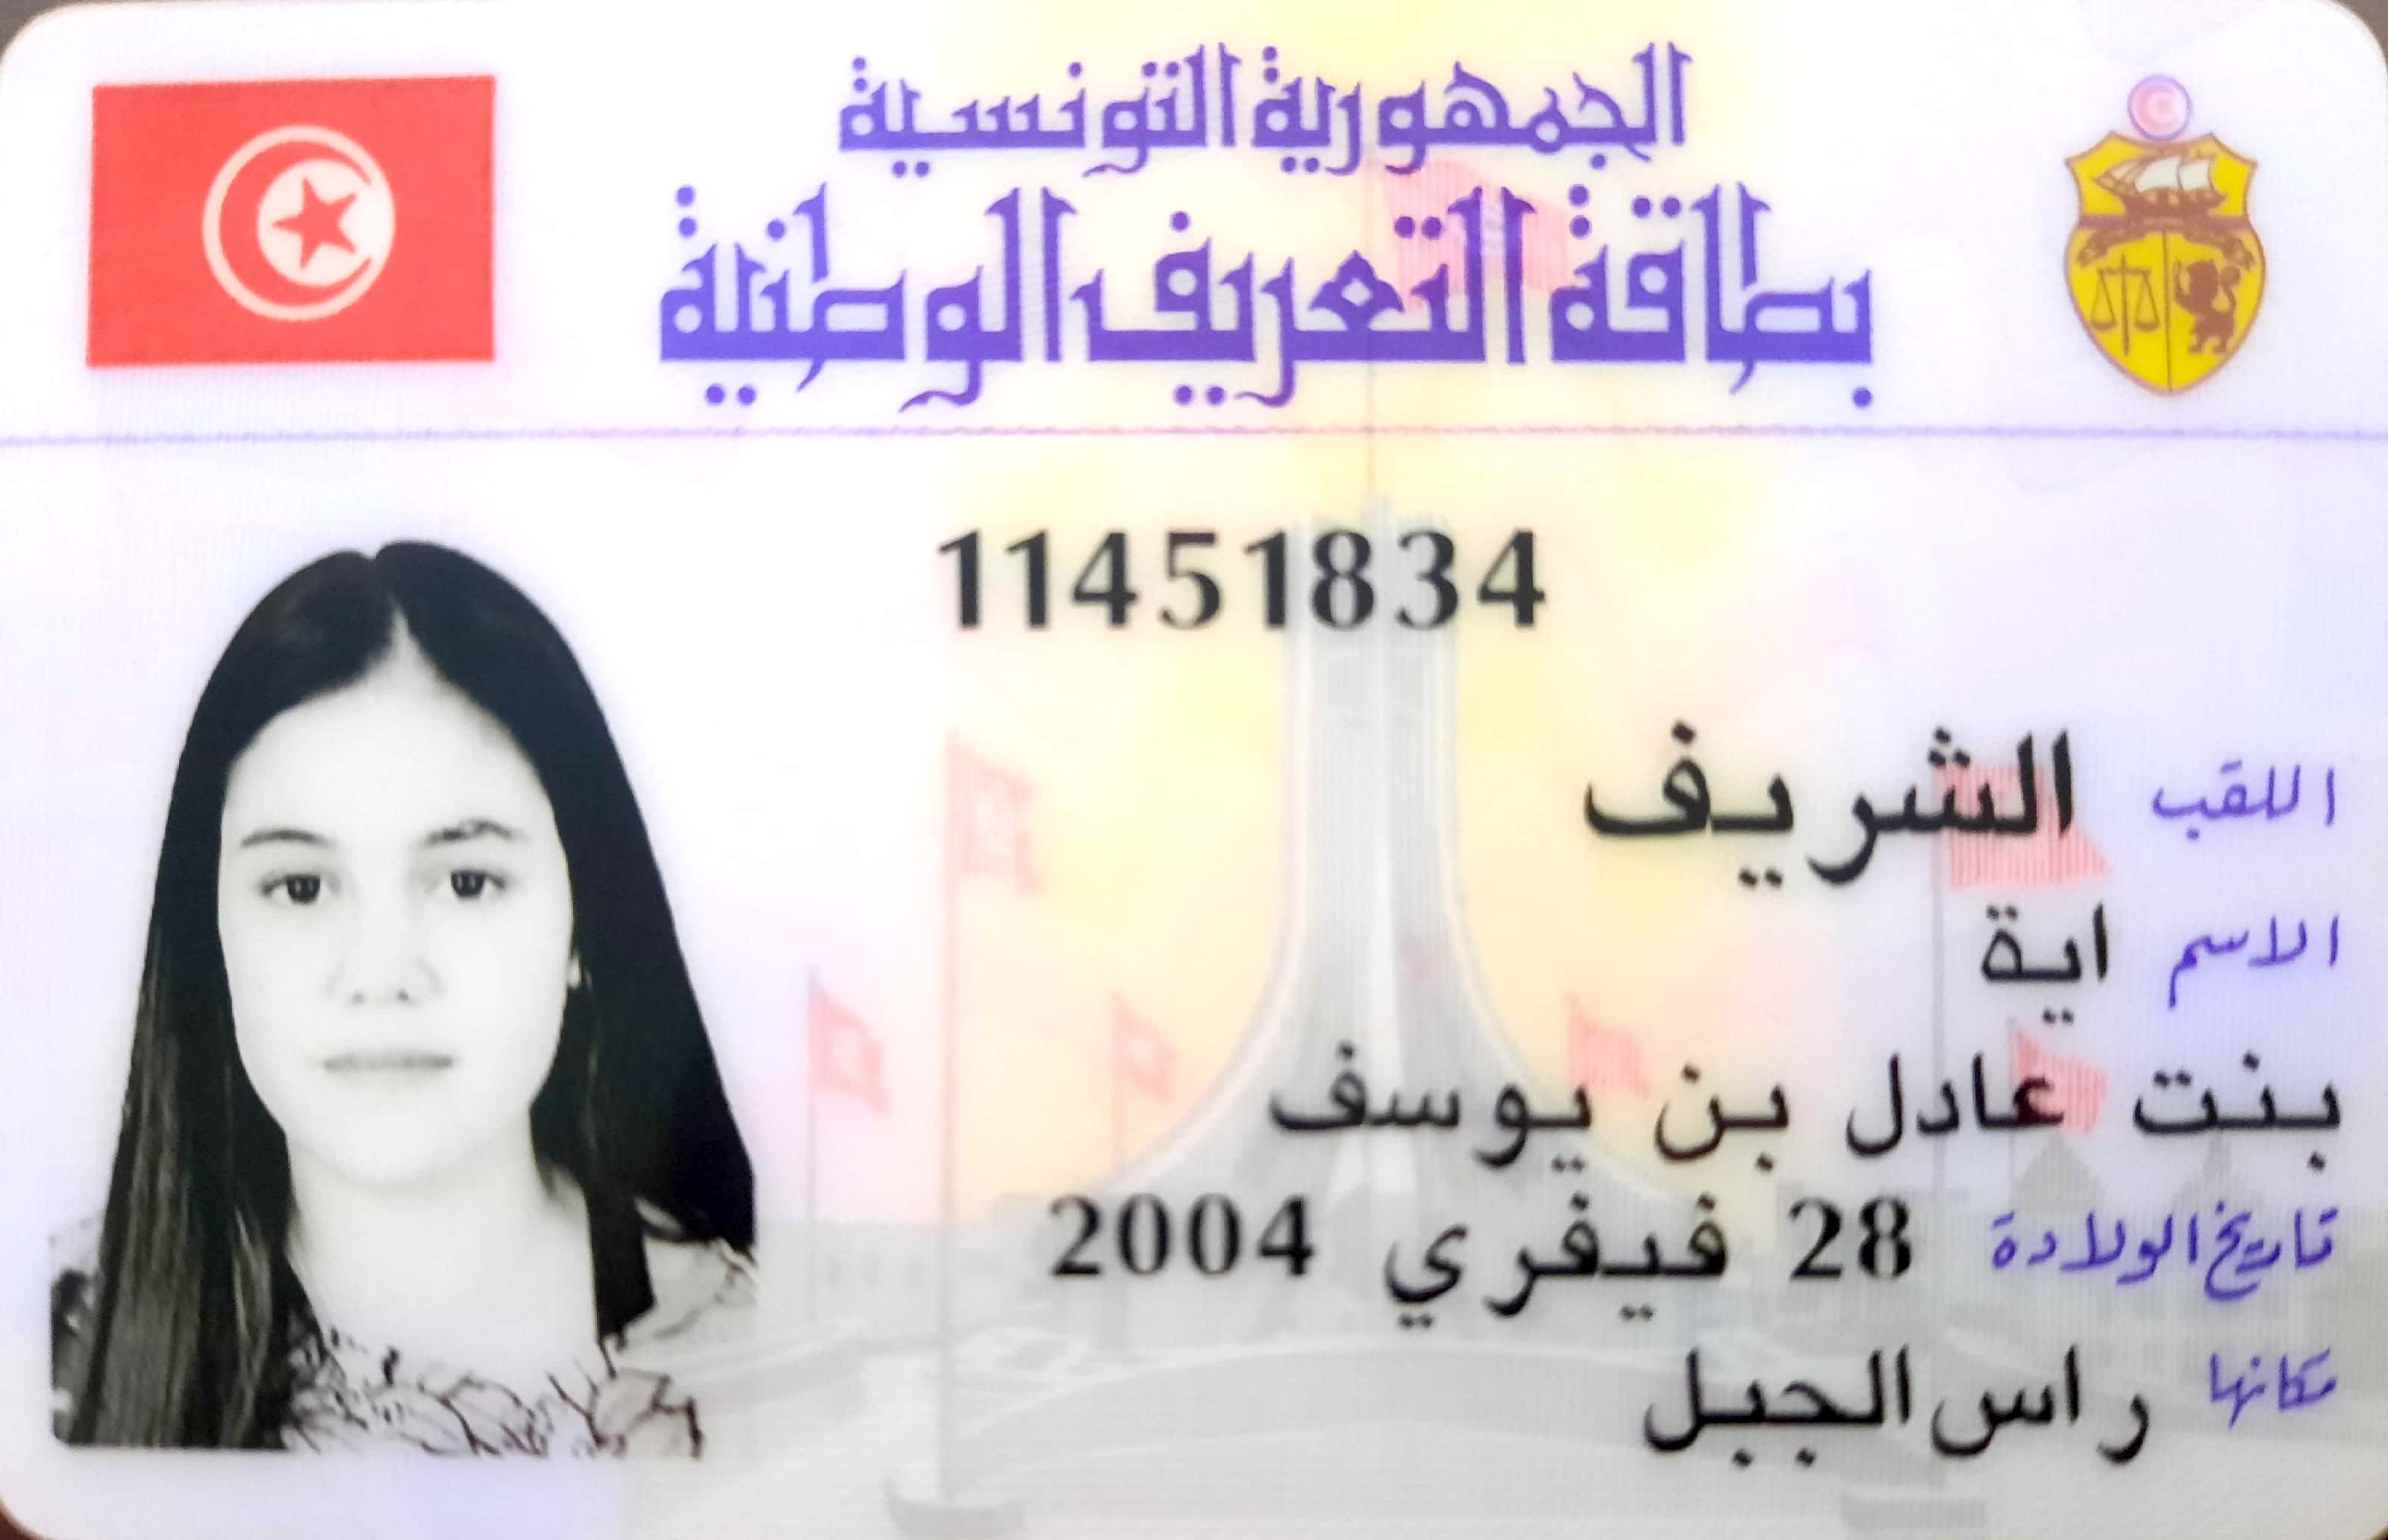 الجمهورية التونسية
بطاقة التعريف الوطنية
11451834
اللقب الشريف
الاسم اية
بنت عادل بن يوسف
تاريخ الولادة 28 فيفري 2004
مكانها راس الجبل